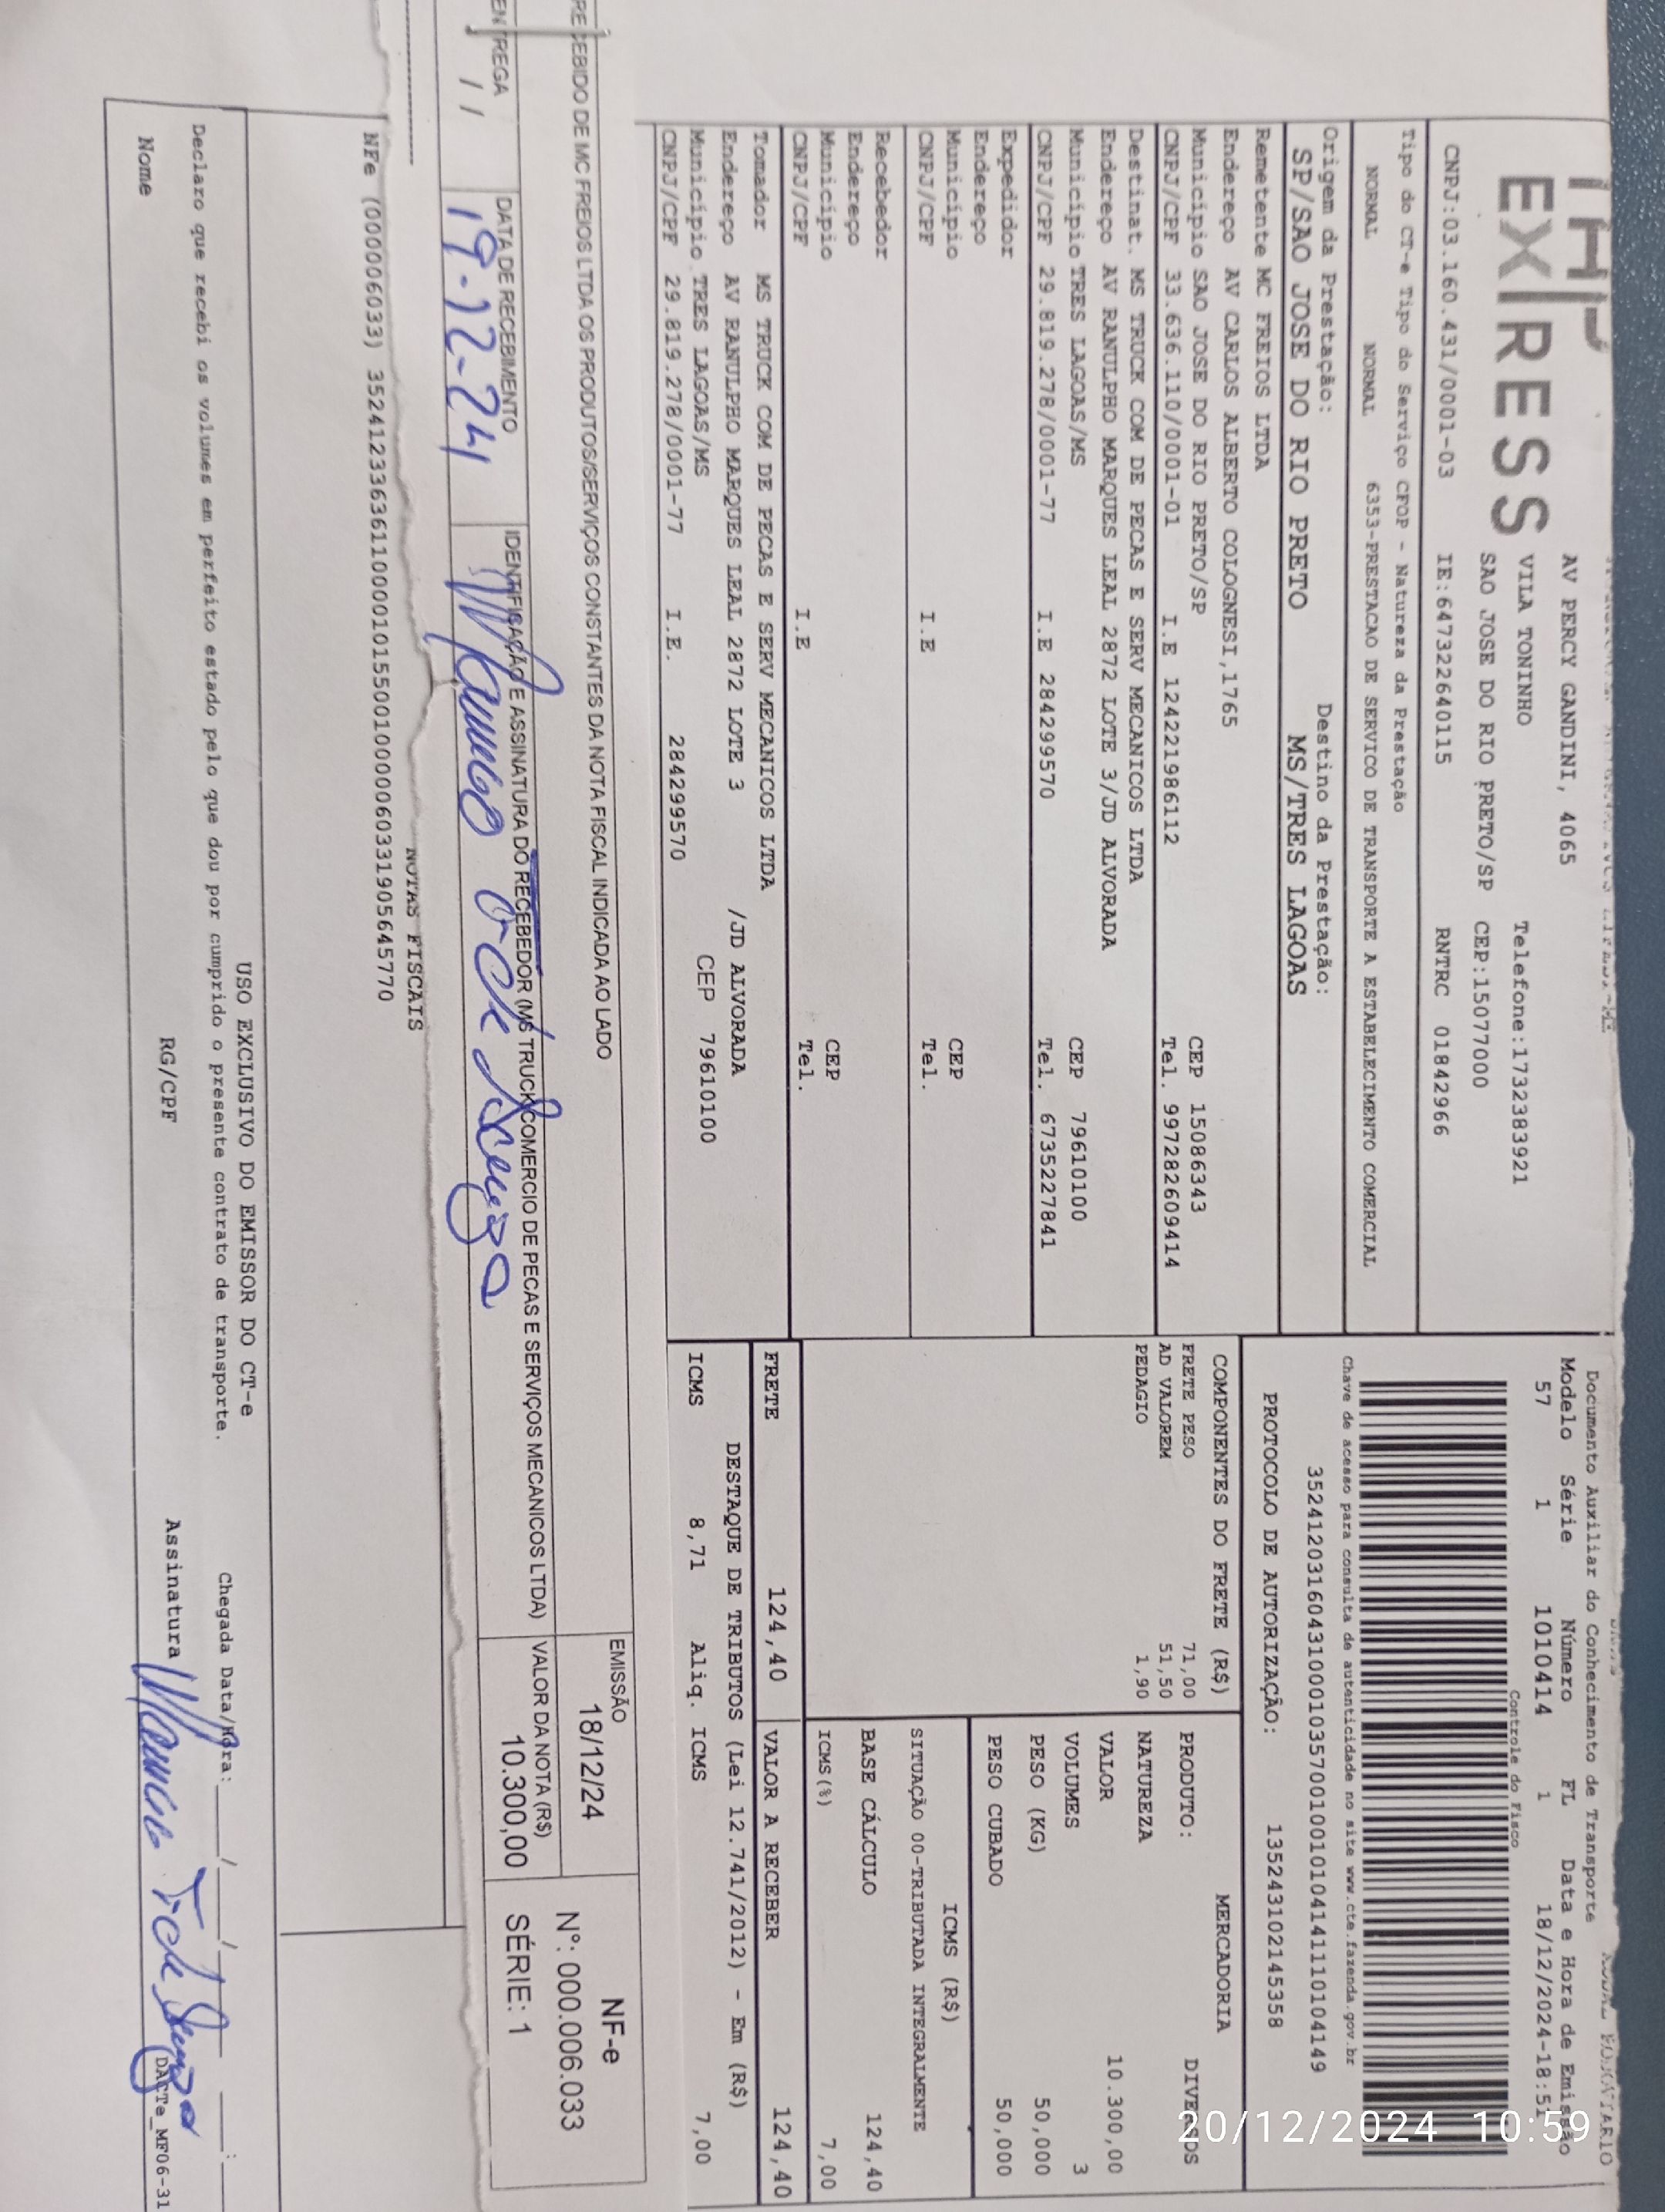 EXPRESS
AV PERCY GANDINI, 4065
VILA TONINHO
Telefone:1732383921
SAO JOSE DO RIO PRETO/SP CEP:15077000
CNPJ:03.160.431/0001-03 IE:647322640115 RNTRC 01842966
Tipo do CT-e Tipo do Serviço CFOP - Natureza da Prestação
NORMAL NORMAL 6353-PRESTACAO DE SERVICO DE TRANSPORTE A ESTABELECIMENTO COMERCIAL
Origem da Prestação: Destino da Prestação:
SP/SAO JOSE DO RIO PRETO MS/TRES LAGOAS
Documento Auxiliar do Conhecimento de Transporte
Modelo Série Número FL Data e Hora de Emissão
57 1 1010414 1 18/12/2024-18:51
Controle do Fisco
Chave de acesso para consulta de autenticidade no site www.cte.fazenda.gov.br
35241203160431000103570010010104141110104149
PROTOCOLO DE AUTORIZAÇÃO: 135243102145358
Remetente MC FREIOS LTDA
Endereço AV CARLOS ALBERTO COLOGNESI,1765
Município SAO JOSE DO RIO PRETO/SP CEP 15086343
CNPJ/CPF 33.636.110/0001-01 I.E 124221986112 Tel. 997282609414
Destinat. MS TRUCK COM DE PECAS E SERV MECANICOS LTDA
Endereço AV RANULPHO MARQUES LEAL 2872 LOTE 3/JD ALVORADA
Município TRES LAGOAS/MS CEP 79610100
CNPJ/CPF 29.819.278/0001-77 I.E 284299570 Tel. 6735227841
Expedidor
Endereço
Município CEP
CNPJ/CPF I.E Tel.
Recebedor
Endereço
Município CEP
CNPJ/CPF I.E Tel.
Tomador MS TRUCK COM DE PECAS E SERV MECANICOS LTDA
Endereço AV RANULPHO MARQUES LEAL 2872 LOTE 3 /JD ALVORADA
Município TRES LAGOAS/MS CEP 79610100
CNPJ/CPF 29.819.278/0001-77 I.E. 284299570
COMPONENTES DO FRETE (R$)
FRETE PESO 71,00
AD VALOREM 51,50
PEDAGIO 1,90
MERCADORIA
PRODUTO: DIVERSOS
NATUREZA
VALOR 10.300,00
VOLUMES 3
PESO (KG) 50,000
PESO CUBADO 50,000
ICMS (R$)
SITUAÇÃO 00-TRIBUTADA INTEGRALMENTE
BASE CÁLCULO 124,40
ICMS(%) 7,00
FRETE 124,40 VALOR A RECEBER 124,40
DESTAQUE DE TRIBUTOS (Lei 12.741/2012) - Em (R$)
ICMS 8,71 Aliq. ICMS 7,00
RECEBIDO DE MC FREIOS LTDA OS PRODUTOS/SERVIÇOS CONSTANTES DA NOTA FISCAL INDICADA AO LADO
EMISSÃO
18/12/24
NF-e
Nº: 000.006.033
SÉRIE: 1
ENTREGA
/ /
DATA DE RECEBIMENTO
19-12-24
IDENTIFICAÇÃO E ASSINATURA DO RECEBEDOR (MS TRUCK COMERCIO DE PECAS E SERVIÇOS MECANICOS LTDA)
VALOR DA NOTA (R$)
10.300,00
NOTAS FISCAIS
NFe (000006033) 35241233636110000101550010000060331905645770
USO EXCLUSIVO DO EMISSOR DO CT-e
Declaro que recebi os volumes em perfeito estado pelo que dou por cumprido o presente contrato de transporte.
Chegada Data/Hora: ___/___/___ ___:___
Nome RG/CPF Assinatura
DACTe_MF06-31
20/12/2024 10:59